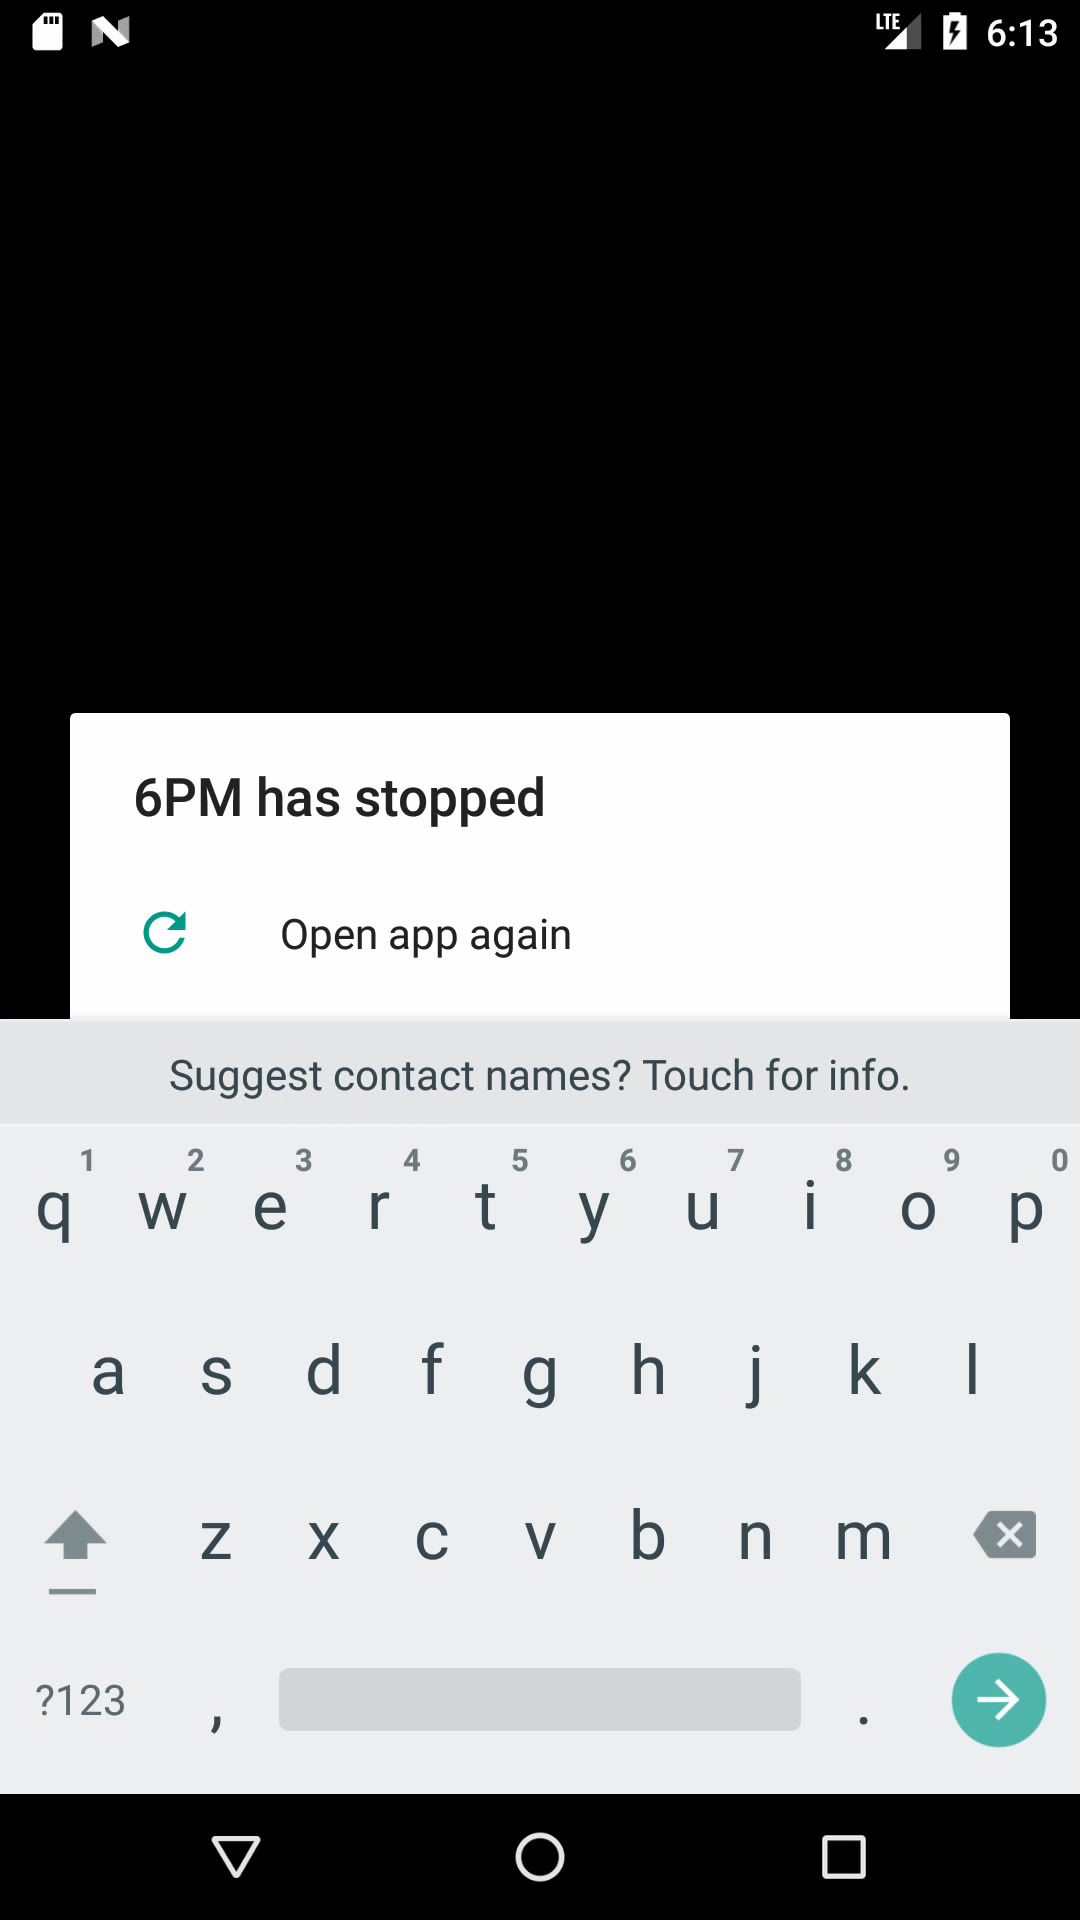 LTE 6:13
6PM has stopped
Open app again
Suggest contact names? Touch for info.
1 2 3 4 5 6 7 8 9 0
q w e r t y u i o p
a s d f g h j k l
z x c v b n m
?123 , .